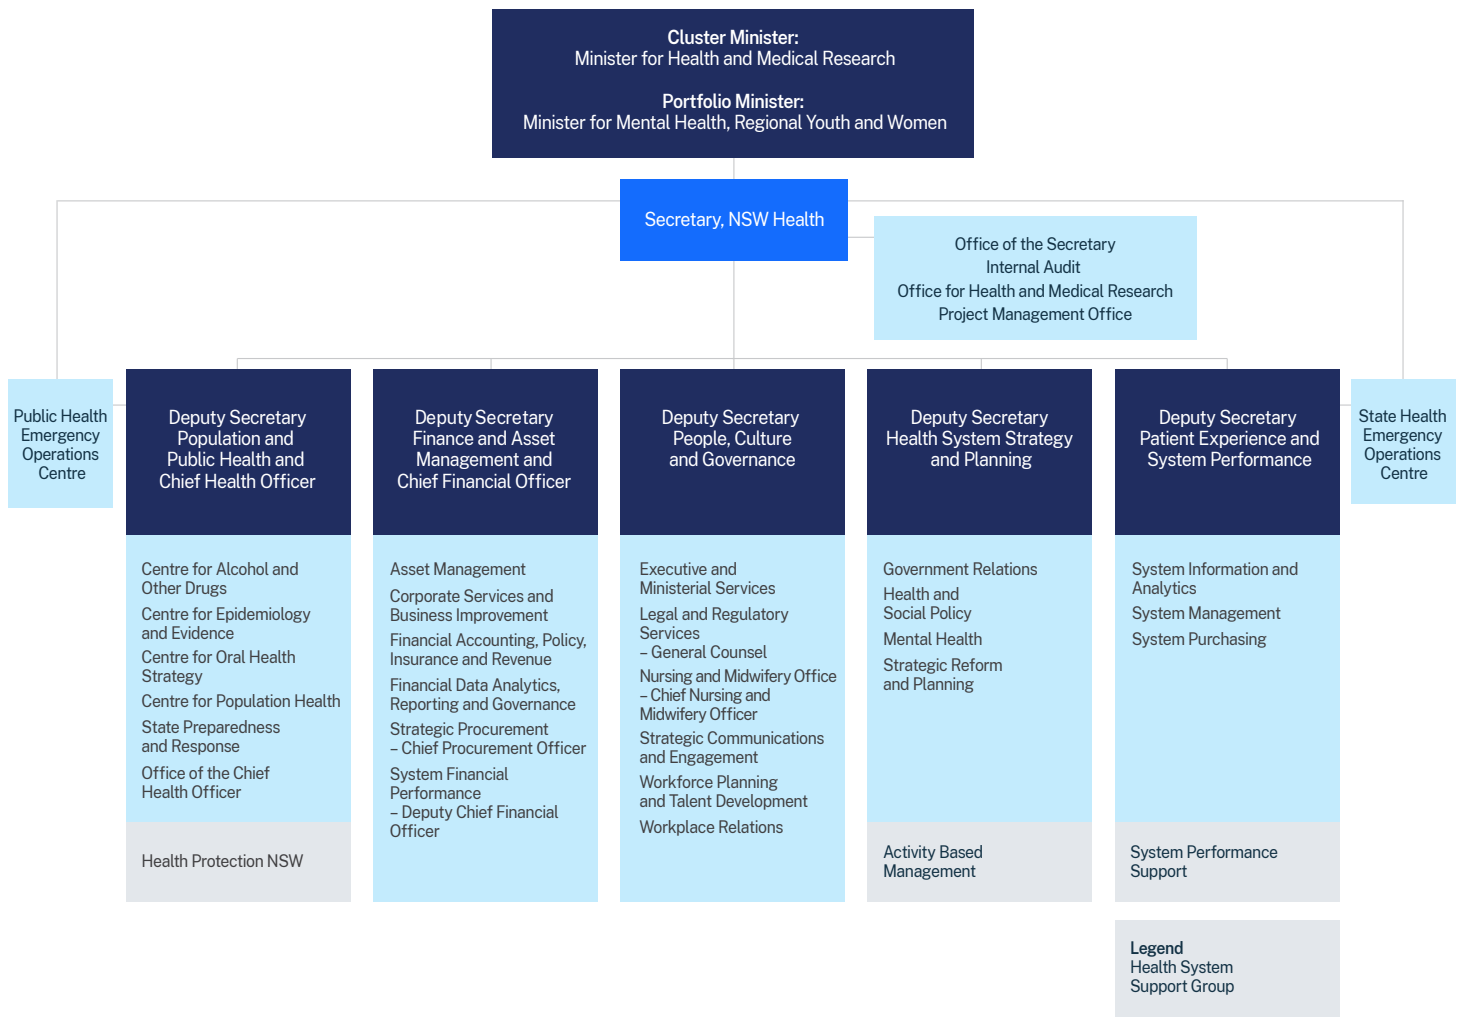 Cluster Minister:
Minister for Health and Medical Research
Portfolio Minister:
Minister for Mental Health, Regional Youth and Women
Secretary, NSW Health
Office of the Secretary
Internal Audit
Office for Health and Medical Research
Project Management Office
Public Health
Emergency
Operations
Centre
Deputy Secretary
Population and
Public Health and
Chief Health Officer
Deputy Secretary
Finance and Asset
Management and
Chief Financial Officer
Deputy Secretary
People, Culture
and Governance
Deputy Secretary
Health System Strategy
and Planning
Deputy Secretary
Patient Experience and
System Performance
State Health
Emergency
Operations
Centre
Centre for Alcohol and
Other Drugs
Centre for Epidemiology
and Evidence
Centre for Oral Health
Strategy
Centre for Population Health
State Preparedness
and Response
Office of the Chief
Health Officer
Health Protection NSW
Asset Management
Corporate Services and
Business Improvement
Financial Accounting, Policy,
Insurance and Revenue
Financial Data Analytics,
Reporting and Governance
Strategic Procurement
– Chief Procurement Officer
System Financial
Performance
– Deputy Chief Financial
Officer
Executive and
Ministerial Services
Legal and Regulatory
Services
– General Counsel
Nursing and Midwifery Office
– Chief Nursing and
Midwifery Officer
Strategic Communications
and Engagement
Workforce Planning
and Talent Development
Workplace Relations
Government Relations
Health and
Social Policy
Mental Health
Strategic Reform
and Planning
Activity Based
Management
System Information and
Analytics
System Management
System Purchasing
System Performance
Support
Legend
Health System
Support Group